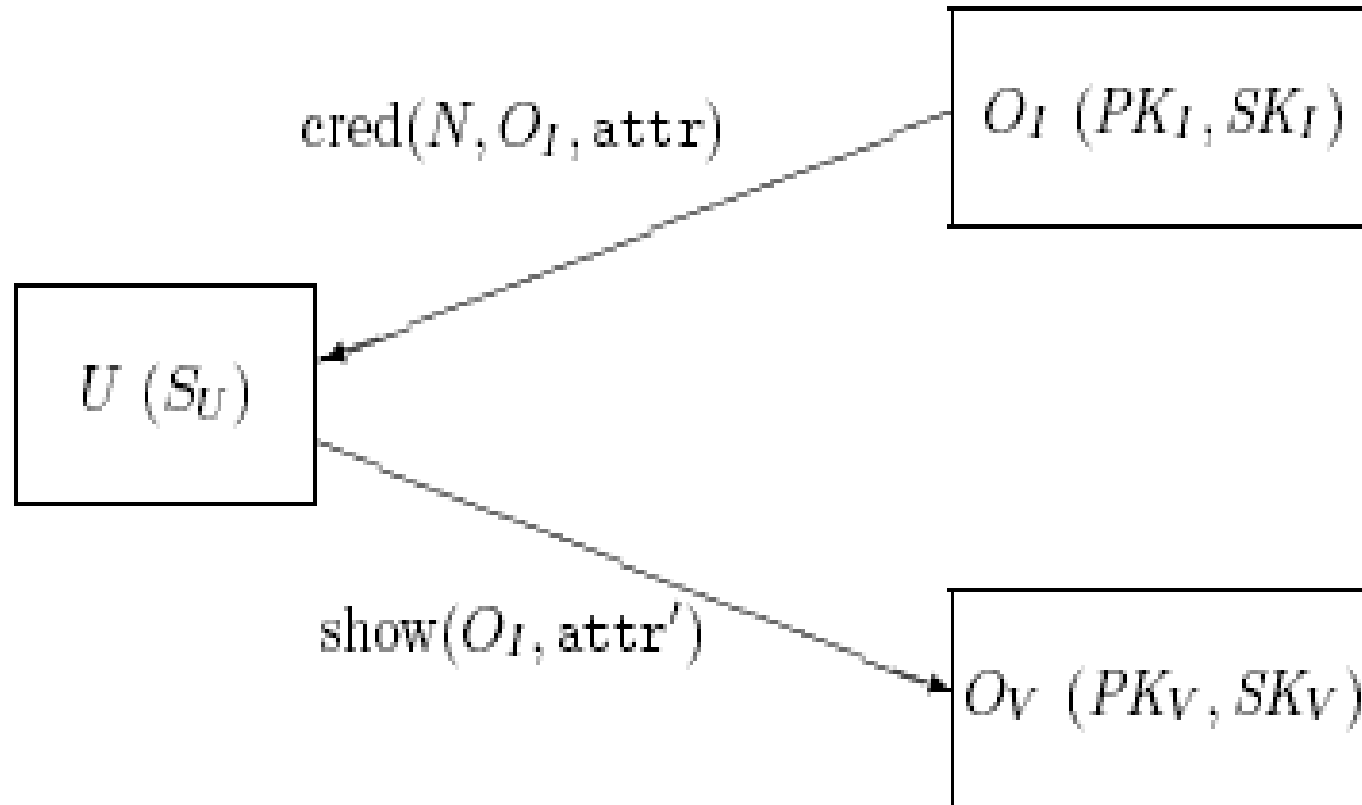 cred(N, O_I, attr)
O_I (PK_I, SK_I)
U (S_U)
show(O_I, attr′)
O_V (PK_V, SK_V)